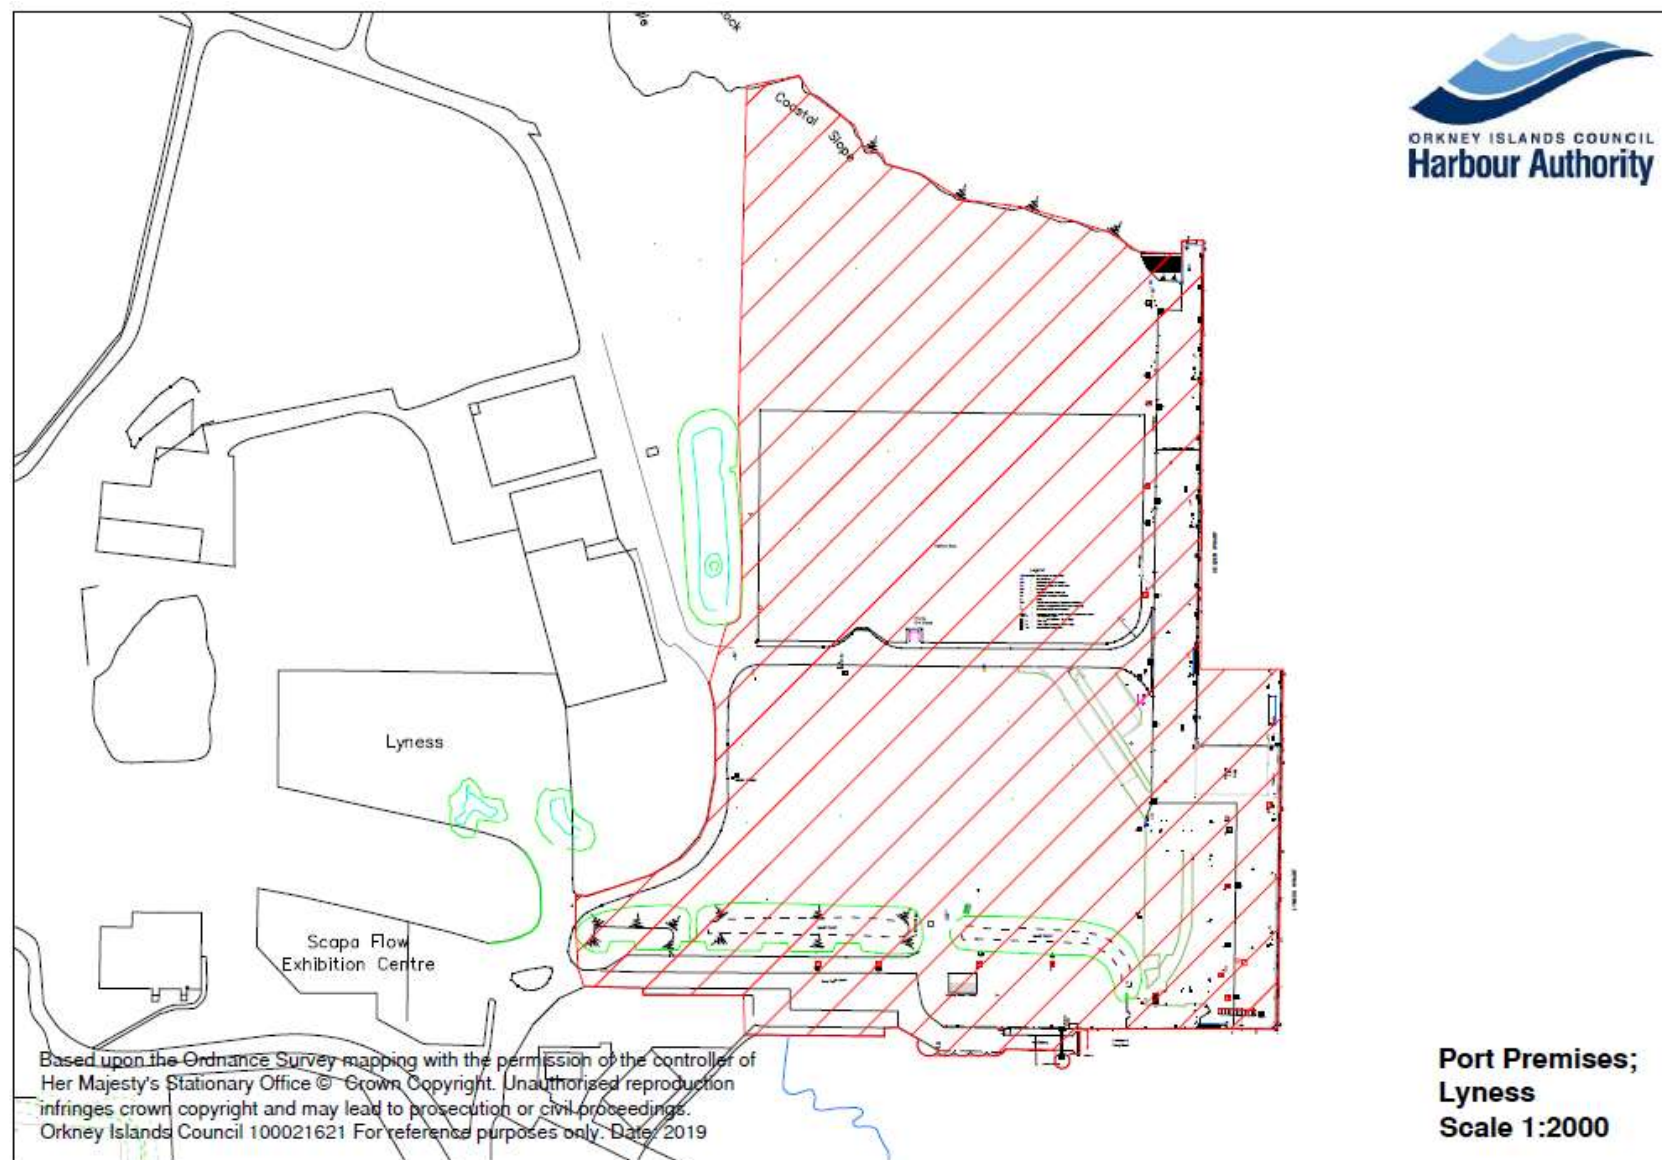 Coastal Slope
ORKNEY ISLANDS COUNCIL
Harbour Authority
Legend
Lyness
Scapa Flow
Exhibition Centre
Based upon the Ordnance Survey mapping with the permission of the controller of
Her Majesty's Stationary Office © Crown Copyright. Unauthorised reproduction
infringes crown copyright and may lead to prosecution or civil proceedings.
Orkney Islands Council 100021621 For reference purposes only. Date: 2019
Port Premises;
Lyness
Scale 1:2000